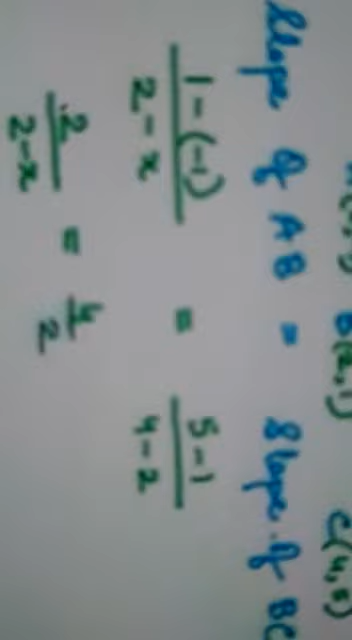 B(2,1) C(4,5)
Slope of AB = Slope of BC
1-(-1)/2-x = 5-1/4-2
2/2-x = 4/2